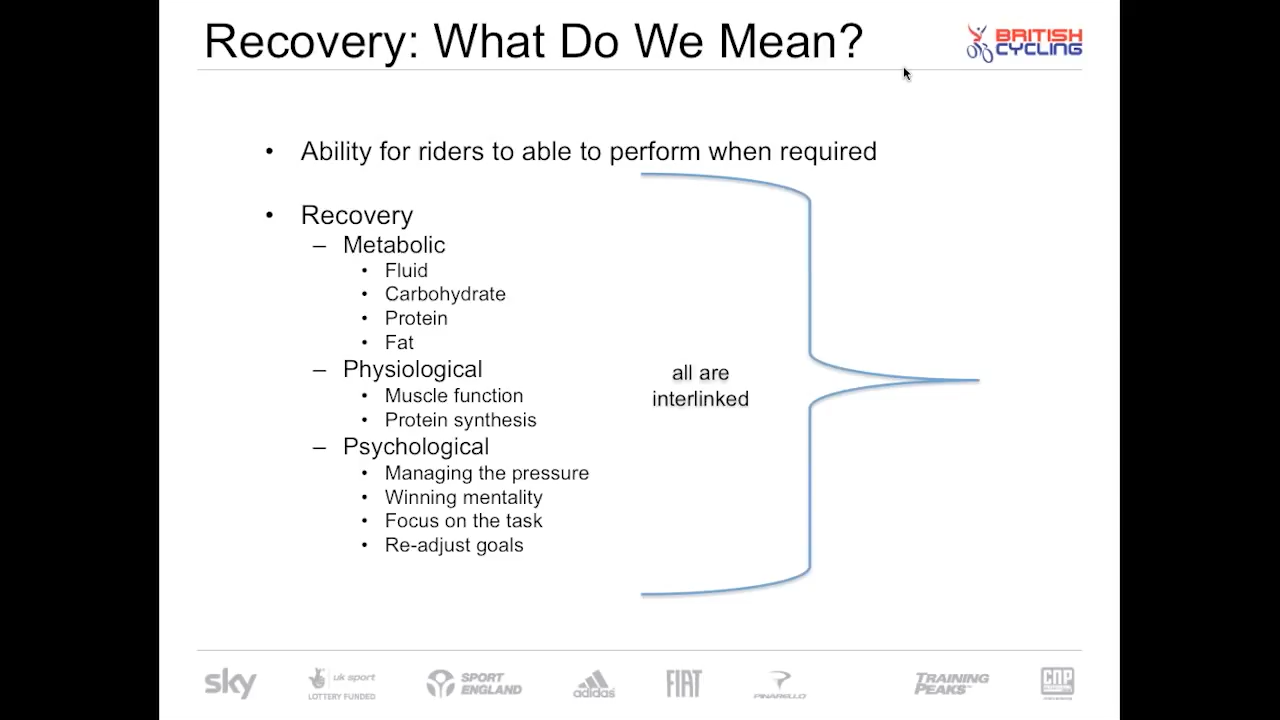 Recovery: What Do We Mean?
BRITISH
CYCLING
• Ability for riders to able to perform when required
• Recovery
– Metabolic
• Fluid
• Carbohydrate
• Protein
• Fat
– Physiological
• Muscle function
• Protein synthesis
– Psychological
• Managing the pressure
• Winning mentality
• Focus on the task
• Re-adjust goals
all are
interlinked
sky
uk sport
LOTTERY FUNDED
SPORT
ENGLAND
adidas
FIAT
PINARELLO
TRAINING
PEAKS
CNP